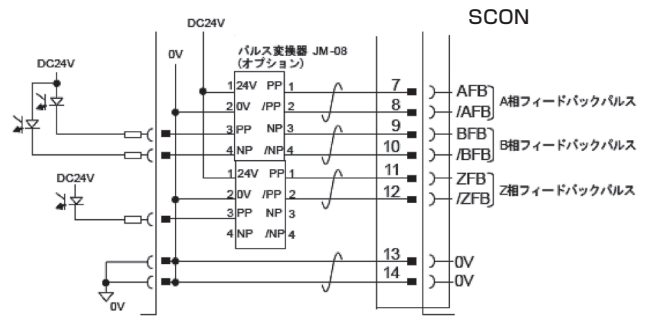 SCON
DC24V
0V
パルス変換器 JM-08
(オプション)
DC24V
1 24V PP 1
2 0V /PP 2
3 PP NP 3
4 NP /NP 4
7 AFB
8 /AFB
A相フィードバックパルス
9 BFB
10 /BFB
B相フィードバックパルス
DC24V
1 24V PP 1
2 0V /PP 2
3 PP NP 3
4 NP /NP 4
11 ZFB
12 /ZFB
Z相フィードバックパルス
13 0V
14 0V
0V